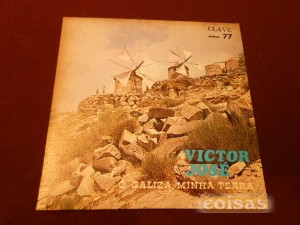 CLAVE
77
VICTOR
JOSÉ
Ó GALIZA MINHA TERRA
coisas